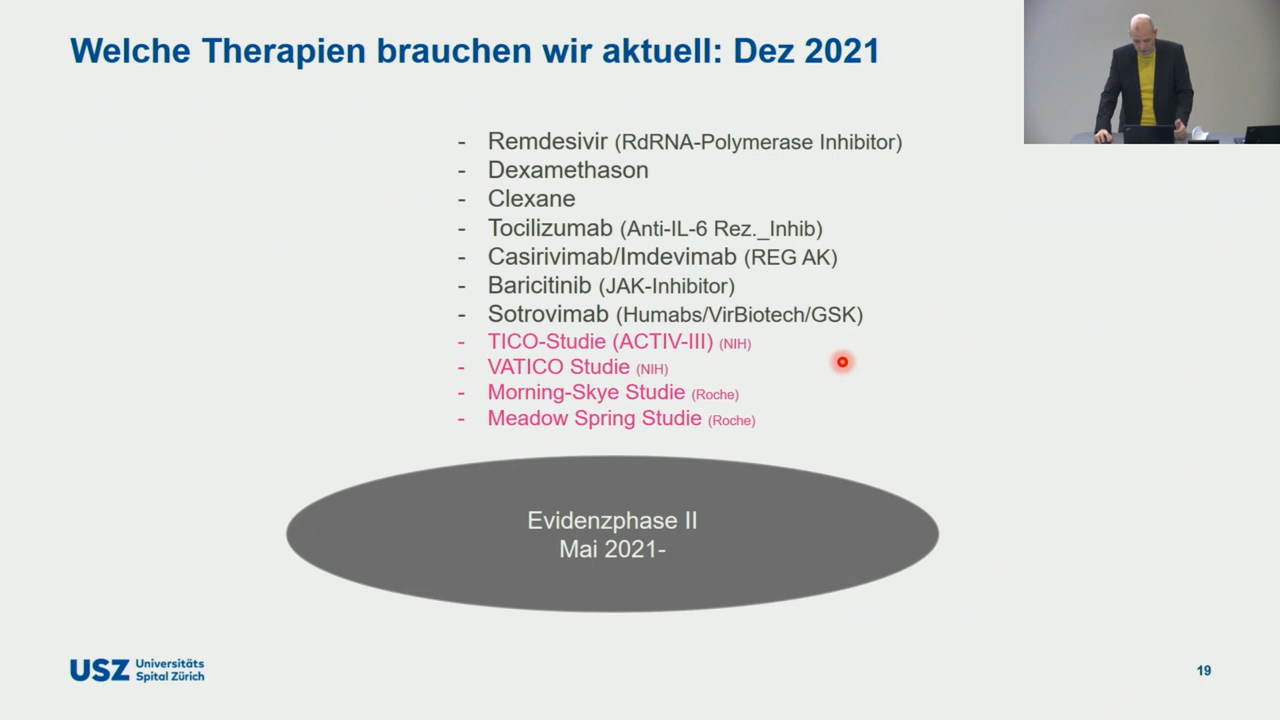 Welche Therapien brauchen wir aktuell: Dez 2021
- Remdesivir (RdRNA-Polymerase Inhibitor)
- Dexamethason
- Clexane
- Tocilizumab (Anti-IL-6 Rez._Inhib)
- Casirivimab/Imdevimab (REG AK)
- Baricitinib (JAK-Inhibitor)
- Sotrovimab (Humabs/VirBiotech/GSK)
- TICO-Studie (ACTIV-III) (NIH)
- VATICO Studie (NIH)
- Morning-Skye Studie (Roche)
- Meadow Spring Studie (Roche)
Evidenzphase II
Mai 2021-
USZ Universitäts
Spital Zürich
19